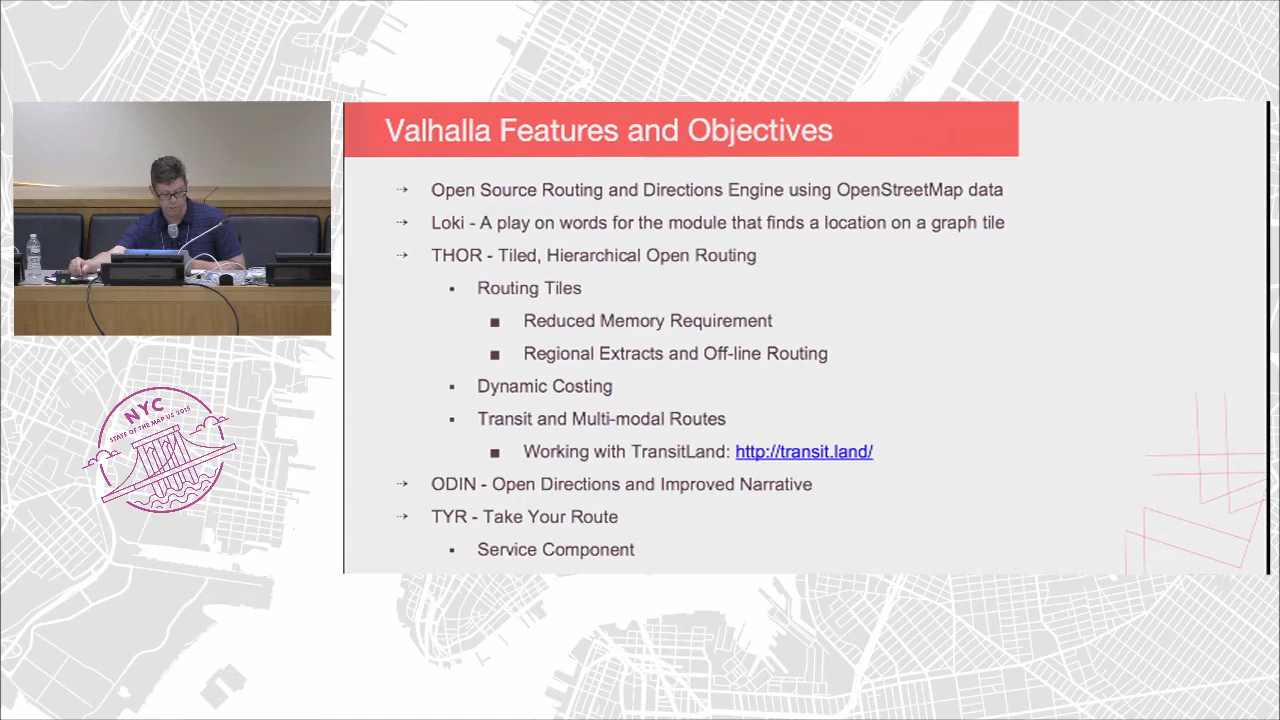 Valhalla Features and Objectives
⇢ Open Source Routing and Directions Engine using OpenStreetMap data
⇢ Loki - A play on words for the module that finds a location on a graph tile
⇢ THOR - Tiled, Hierarchical Open Routing
▪ Routing Tiles
■ Reduced Memory Requirement
■ Regional Extracts and Off-line Routing
▪ Dynamic Costing
▪ Transit and Multi-modal Routes
■ Working with TransitLand: http://transit.land/
⇢ ODIN - Open Directions and Improved Narrative
⇢ TYR - Take Your Route
▪ Service Component
NYC
STATE OF THE MAP US 2015